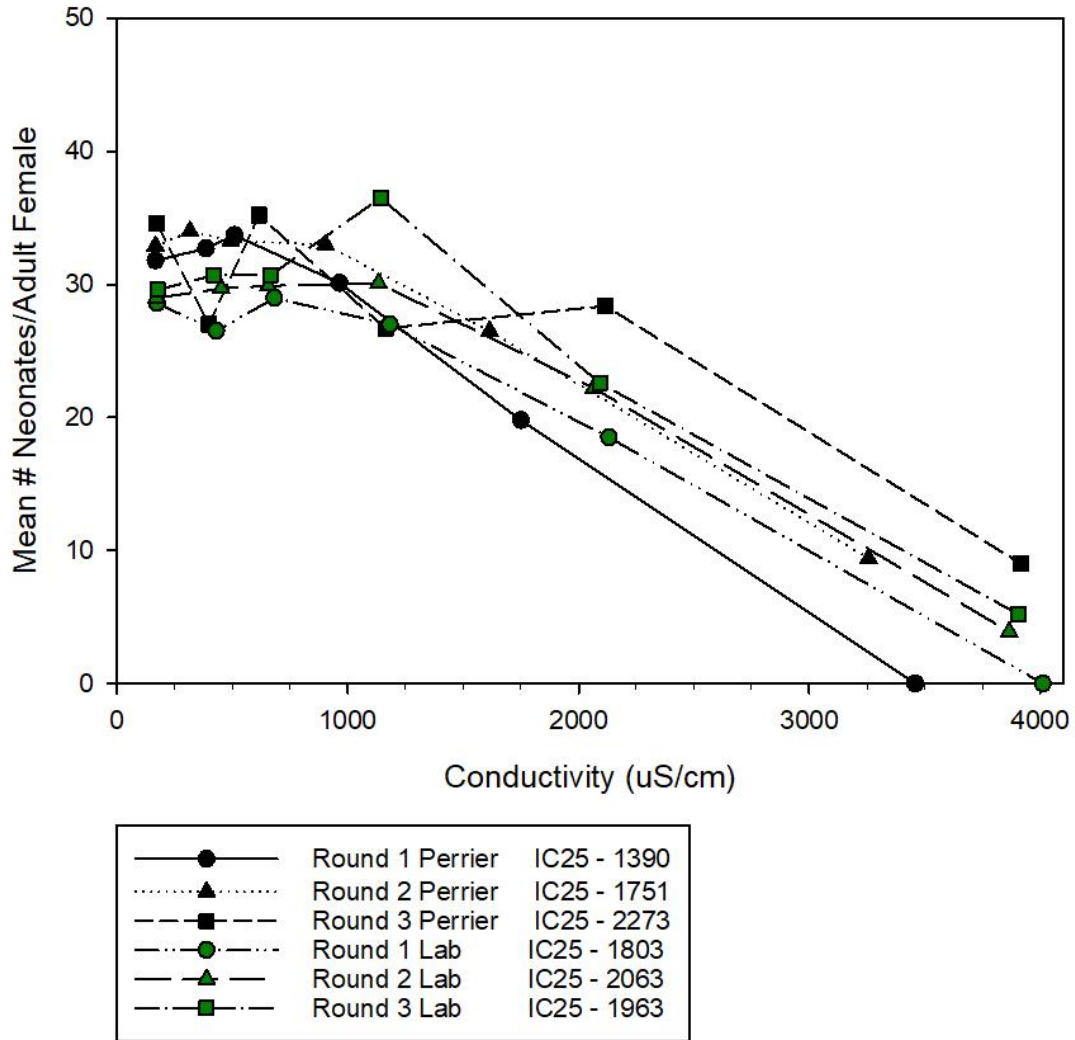 50
40
30
20
10
0
Mean # Neonates/Adult Female
0 1000 2000 3000 4000
Conductivity (uS/cm)
Round 1 Perrier IC25 - 1390
Round 2 Perrier IC25 - 1751
Round 3 Perrier IC25 - 2273
Round 1 Lab IC25 - 1803
Round 2 Lab IC25 - 2063
Round 3 Lab IC25 - 1963